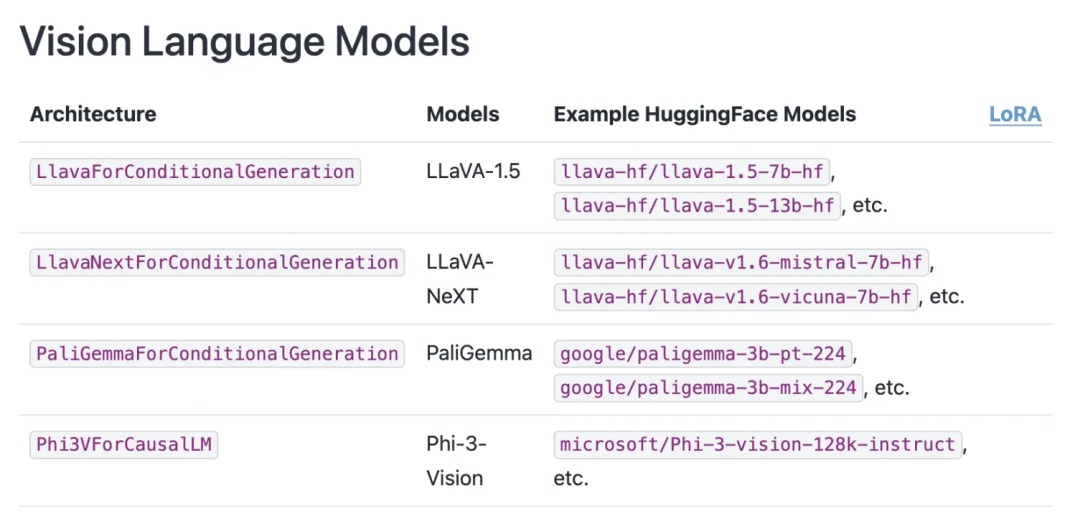 Vision Language Models
Architecture Models Example HuggingFace Models LoRA
LlavaForConditionalGeneration LLaVA-1.5 llava-hf/llava-1.5-7b-hf,
llava-hf/llava-1.5-13b-hf, etc.
LlavaNextForConditionalGeneration LLaVA- llava-hf/llava-v1.6-mistral-7b-hf,
NeXT llava-hf/llava-v1.6-vicuna-7b-hf, etc.
PaliGemmaForConditionalGeneration PaliGemma google/paligemma-3b-pt-224,
google/paligemma-3b-mix-224, etc.
Phi3VForCausalLM Phi-3- microsoft/Phi-3-vision-128k-instruct,
Vision etc.